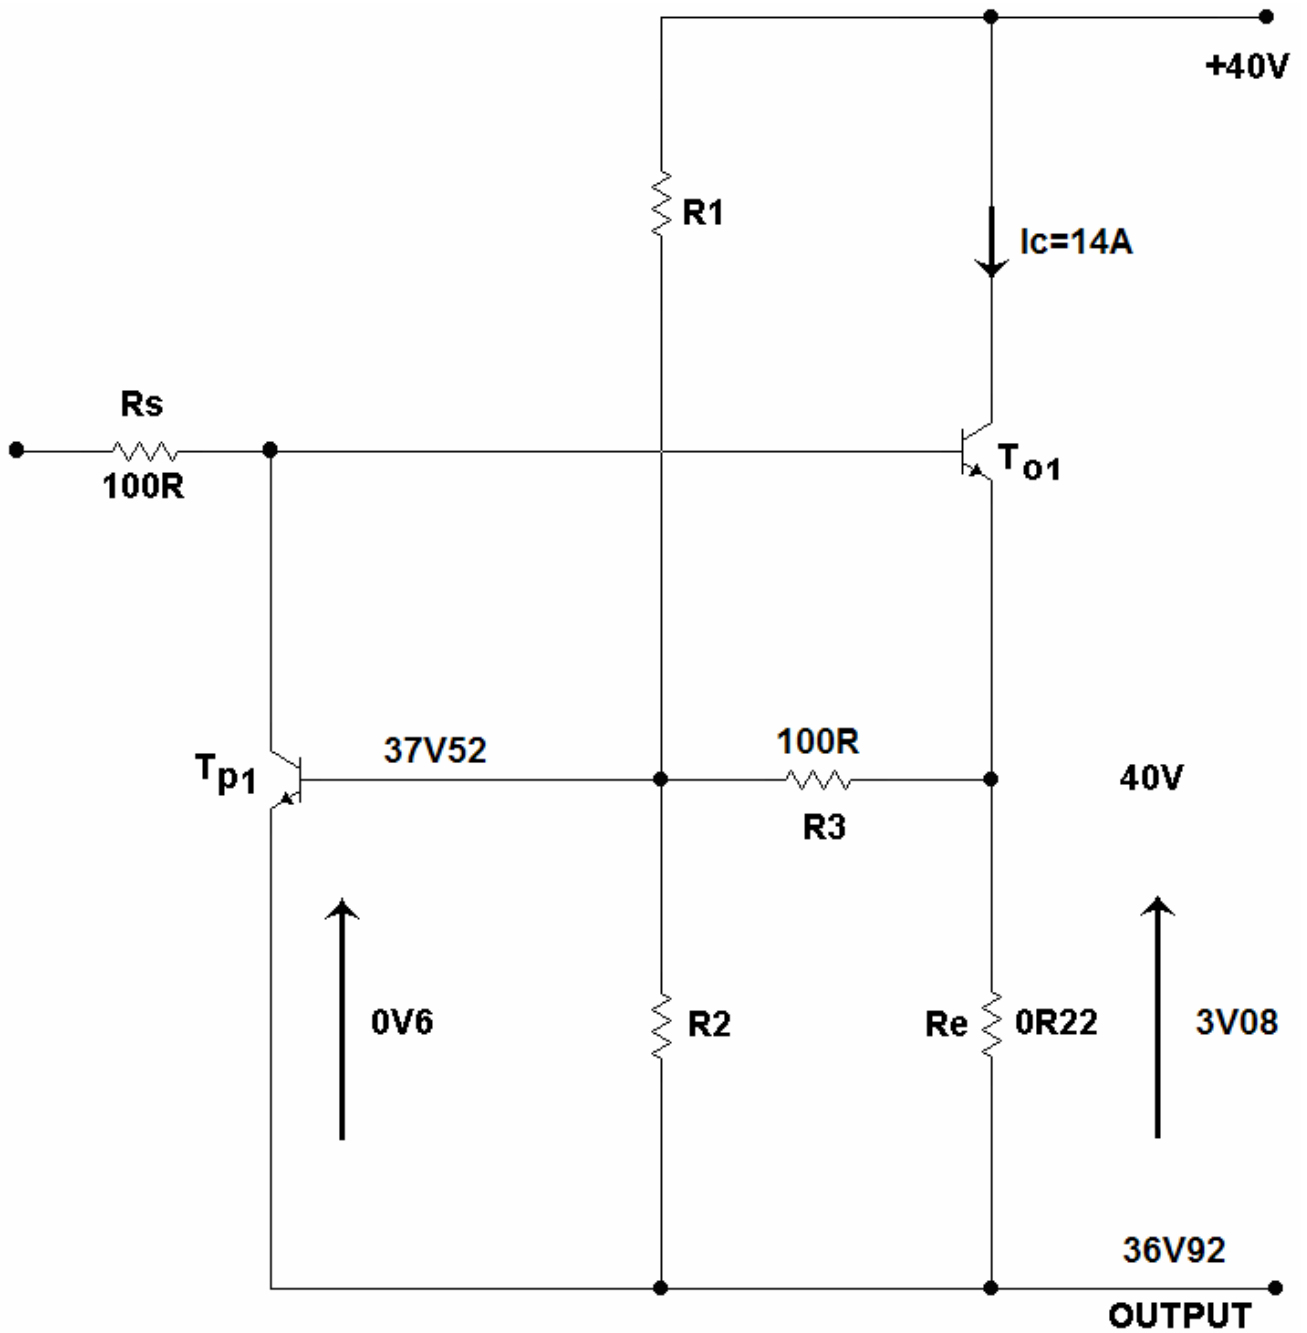 +40V
R1
Ic=14A
Rs
100R
To1
Tp1
37V52
100R
R3
40V
0V6
R2
Re
0R22
3V08
36V92
OUTPUT